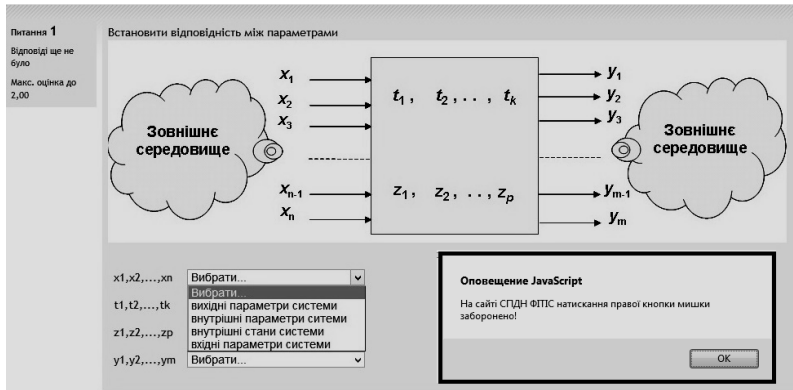 Питання 1
Відповіді ще не
було
Макс. оцінка до
2,00
Встановити відповідність між параметрами
Зовнішнє
середовище
x1
x2
x3
xn-1
xn
t1 , t2 , . . , tk
z1 , z2 , . . , zp
y1
y2
y3
ym-1
ym
Зовнішнє
середовище
x1,x2,...,xn Вибрати...
Вибрати...
вихідні параметри системи
внутрішні параметри ситеми
внутрішні стани системи
вхідні параметри системи
t1,t2,...,tk
z1,z2,...,zp
y1,y2,...,ym Вибрати...
Оповещение JavaScript
На сайті СПДН ФПІС натискання правої кнопки мишки
заборонено!
OK